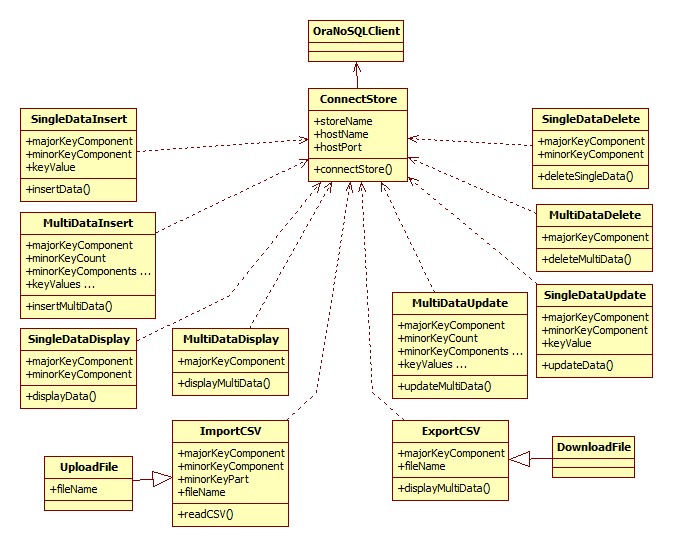 OraNoSQLClient
ConnectStore
+storeName
+hostName
+hostPort
+connectStore()
SingleDataInsert
+majorKeyComponent
+minorKeyComponent
+keyValue
+insertData()
SingleDataDelete
+majorKeyComponent
+minorKeyComponent
+deleteSingleData()
MultiDataInsert
+majorKeyComponent
+minorKeyCount
+minorKeyComponents ...
+keyValues ...
+insertMultiData()
MultiDataDelete
+majorKeyComponent
+deleteMultiData()
SingleDataUpdate
+majorKeyComponent
+minorKeyComponent
+keyValue
+updateData()
MultiDataUpdate
+majorKeyComponent
+minorKeyCount
+minorKeyComponents ...
+keyValues ...
+updateMultiData()
SingleDataDisplay
+majorKeyComponent
+minorKeyComponent
+displayData()
MultiDataDisplay
+majorKeyComponent
+displayMultiData()
ImportCSV
+majorKeyComponent
+minorKeyComponent
+minorKeyPart
+fileName
+readCSV()
ExportCSV
+majorKeyComponent
+fileName
+displayMultiData()
DownloadFile
UploadFile
+fileName